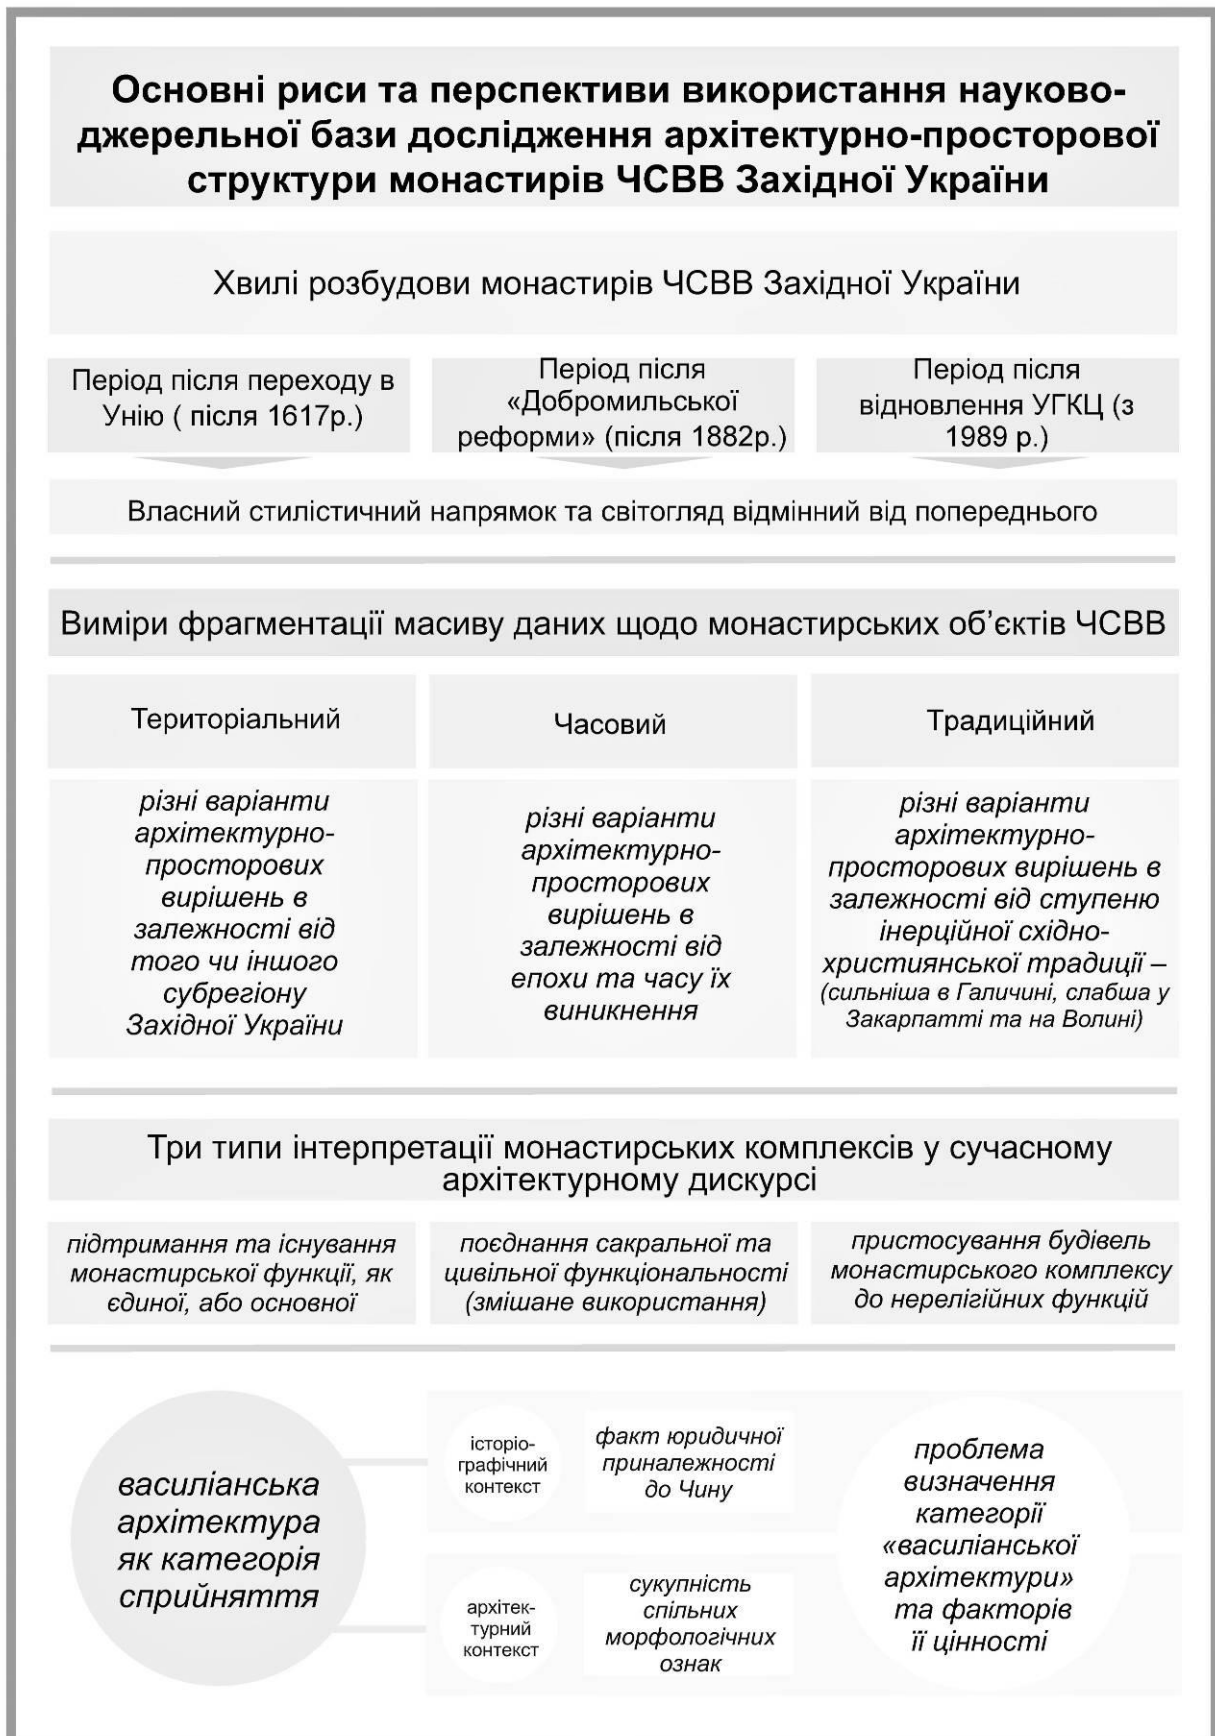 Основні риси та перспективи використання науково-
джерельної бази дослідження архітектурно-просторової
структури монастирів ЧСВВ Західної України
Хвилі розбудови монастирів ЧСВВ Західної України
Період після переходу в
Унію ( після 1617р.)
Період після
«Добромильської
реформи» (після 1882р.)
Період після
відновлення УГКЦ (з
1989 р.)
Власний стилістичний напрямок та світогляд відмінний від попереднього
Виміри фрагментації масиву даних щодо монастирських об’єктів ЧСВВ
Територіальний
різні варіанти
архітектурно-
просторових
вирішень в
залежності від
того чи іншого
субрегіону
Західної України
Часовий
різні варіанти
архітектурно-
просторових
вирішень в
залежності від
епохи та часу їх
виникнення
Традиційний
різні варіанти
архітектурно-
просторових вирішень в
залежності від ступеню
інерційної східно-
християнської традиції –
(сильніша в Галичині, слабша у
Закарпатті та на Волині)
Три типи інтерпретації монастирських комплексів у сучасному
архітектурному дискурсі
підтримання та існування
монастирської функції, як
єдиної, або основної
поєднання сакральної та
цивільної функціональності
(змішане використання)
пристосування будівель
монастирського комплексу
до нерелігійних функцій
василіанська
архітектура
як категорія
сприйняття
історіо-
графічний
контекст
факт юридичної
приналежності
до Чину
архітек-
турний
контекст
сукупність
спільних
морфологічних
ознак
проблема
визначення
категорії
«василіанської
архітектури»
та факторів
її цінності